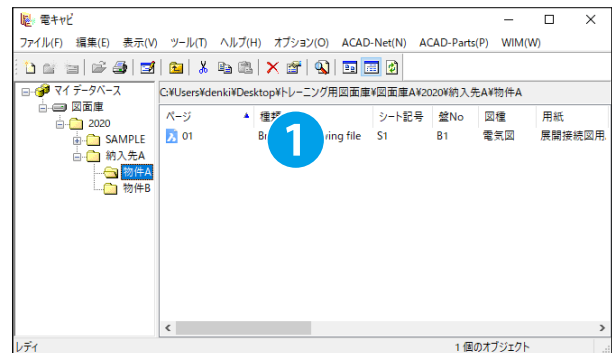 電キャビ
ファイル(F) 編集(E) 表示(V) ツール(T) ヘルプ(H) オプション(O) ACAD-Net(N) ACAD-Parts(P) WIM(W)
マイ データベース
図面庫
2020
SAMPLE
納入先A
物件A
物件B
C:¥Users¥denki¥Desktop¥トレーニング用図面庫¥図面庫A¥2020¥納入先A¥物件A
ページ 種類 シート記号 盤No 図種 用紙
01 ing file S1 B1 電気図 展開接続図用
1
レディ 1 個のオブジェクト